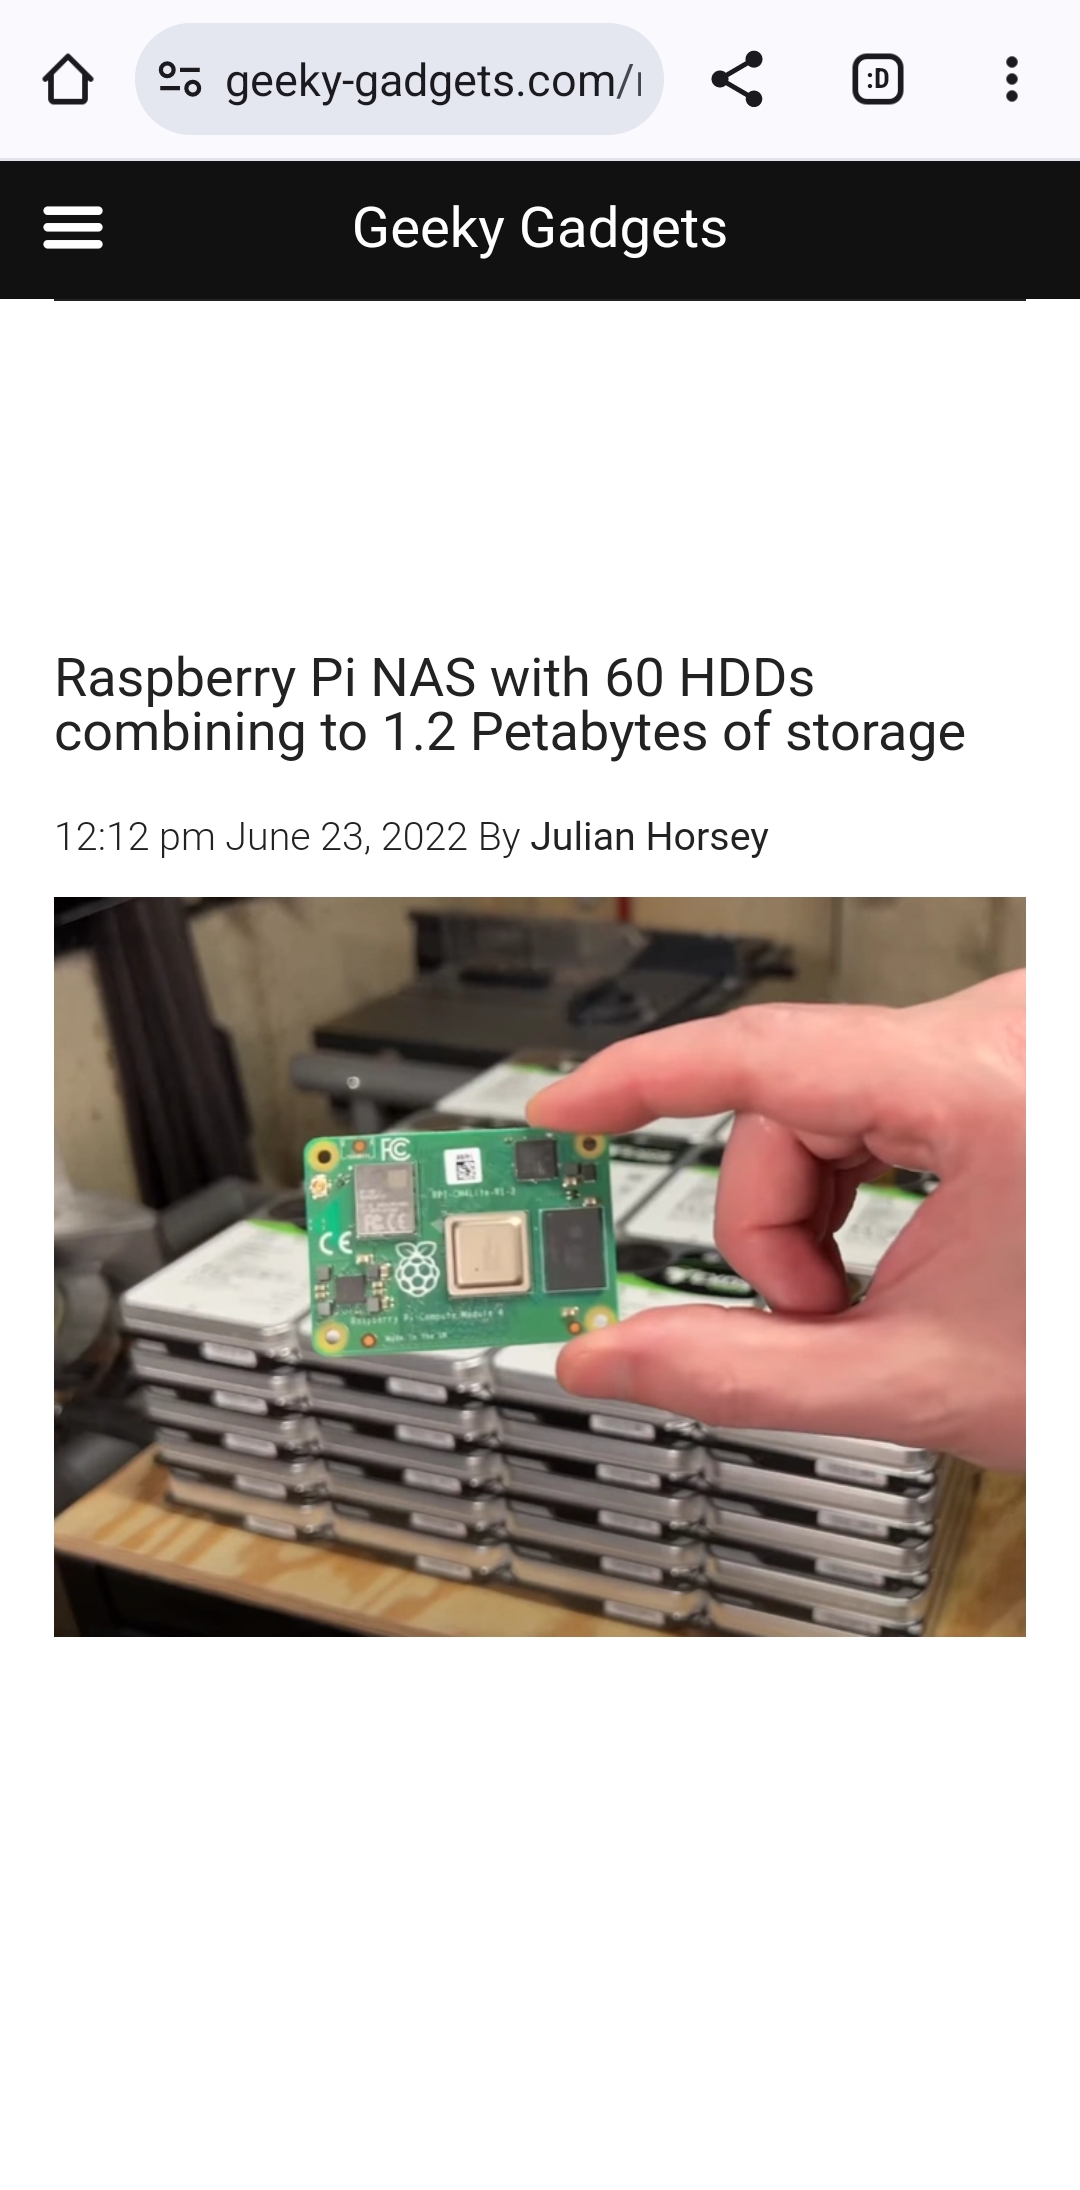 geeky-gadgets.com/
:D
Geeky Gadgets
Raspberry Pi NAS with 60 HDDs
combining to 1.2 Petabytes of storage
12:12 pm June 23, 2022 By Julian Horsey
FC
CE
Raspberry Pi Compute Module 4
Made in the UK